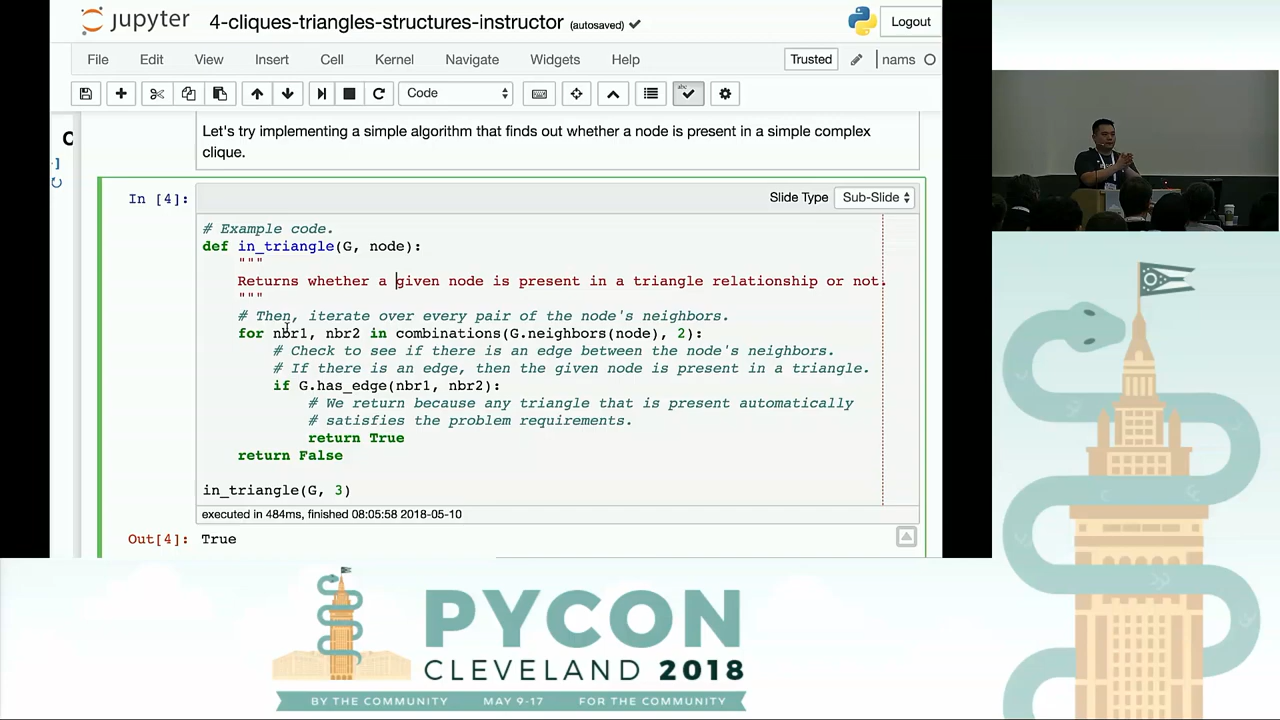 jupyter 4-cliques-triangles-structures-instructor (autosaved)
Logout
File Edit View Insert Cell Kernel Navigate Widgets Help
Trusted nams
Code
Let's try implementing a simple algorithm that finds out whether a node is present in a simple complex
clique.
In [4]:
Slide Type Sub-Slide
# Example code.
def in_triangle(G, node):
"""
Returns whether a given node is present in a triangle relationship or not.
"""
# Then, iterate over every pair of the node's neighbors.
for nbr1, nbr2 in combinations(G.neighbors(node), 2):
# Check to see if there is an edge between the node's neighbors.
# If there is an edge, then the given node is present in a triangle.
if G.has_edge(nbr1, nbr2):
# We return because any triangle that is present automatically
# satisfies the problem requirements.
return True
return False
in_triangle(G, 3)
executed in 484ms, finished 08:05:58 2018-05-10
Out[4]: True
PYCON
CLEVELAND 2018
BY THE COMMUNITY MAY 9-17 FOR THE COMMUNITY